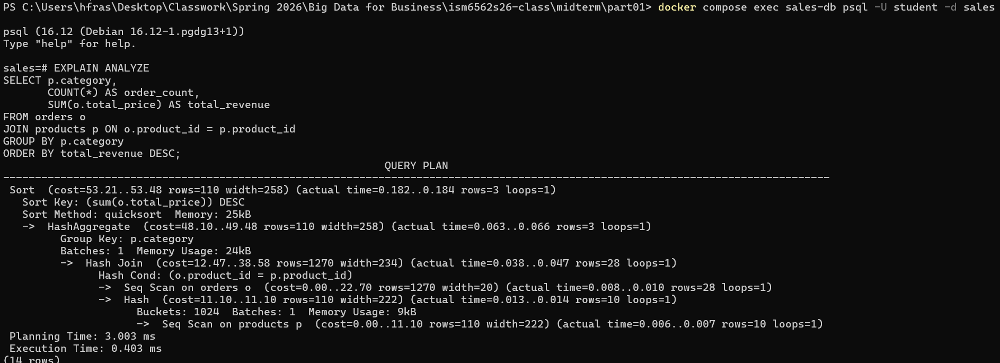 PS C:\Users\hfras\Desktop\Classwork\Spring 2026\Big Data for Business\ism6562s26-class\midterm\part01> docker compose exec sales-db psql -U student -d sales
psql (16.12 (Debian 16.12-1.pgdg13+1))
Type "help" for help.
sales=# EXPLAIN ANALYZE
SELECT p.category,
       COUNT(*) AS order_count,
       SUM(o.total_price) AS total_revenue
FROM orders o
JOIN products p ON o.product_id = p.product_id
GROUP BY p.category
ORDER BY total_revenue DESC;
QUERY PLAN
----------------------------------------------------------------------------------------------------------------------------------
 Sort  (cost=53.21..53.48 rows=110 width=258) (actual time=0.182..0.184 rows=3 loops=1)
   Sort Key: (sum(o.total_price)) DESC
   Sort Method: quicksort  Memory: 25kB
   ->  HashAggregate  (cost=48.10..49.48 rows=110 width=258) (actual time=0.063..0.066 rows=3 loops=1)
         Group Key: p.category
         Batches: 1  Memory Usage: 24kB
         ->  Hash Join  (cost=12.47..38.58 rows=1270 width=234) (actual time=0.038..0.047 rows=28 loops=1)
               Hash Cond: (o.product_id = p.product_id)
               ->  Seq Scan on orders o  (cost=0.00..22.70 rows=1270 width=20) (actual time=0.008..0.010 rows=28 loops=1)
               ->  Hash  (cost=11.10..11.10 rows=110 width=222) (actual time=0.013..0.014 rows=10 loops=1)
                     Buckets: 1024  Batches: 1  Memory Usage: 9kB
                     ->  Seq Scan on products p  (cost=0.00..11.10 rows=110 width=222) (actual time=0.006..0.007 rows=10 loops=1)
 Planning Time: 3.003 ms
 Execution Time: 0.403 ms
(14 rows)